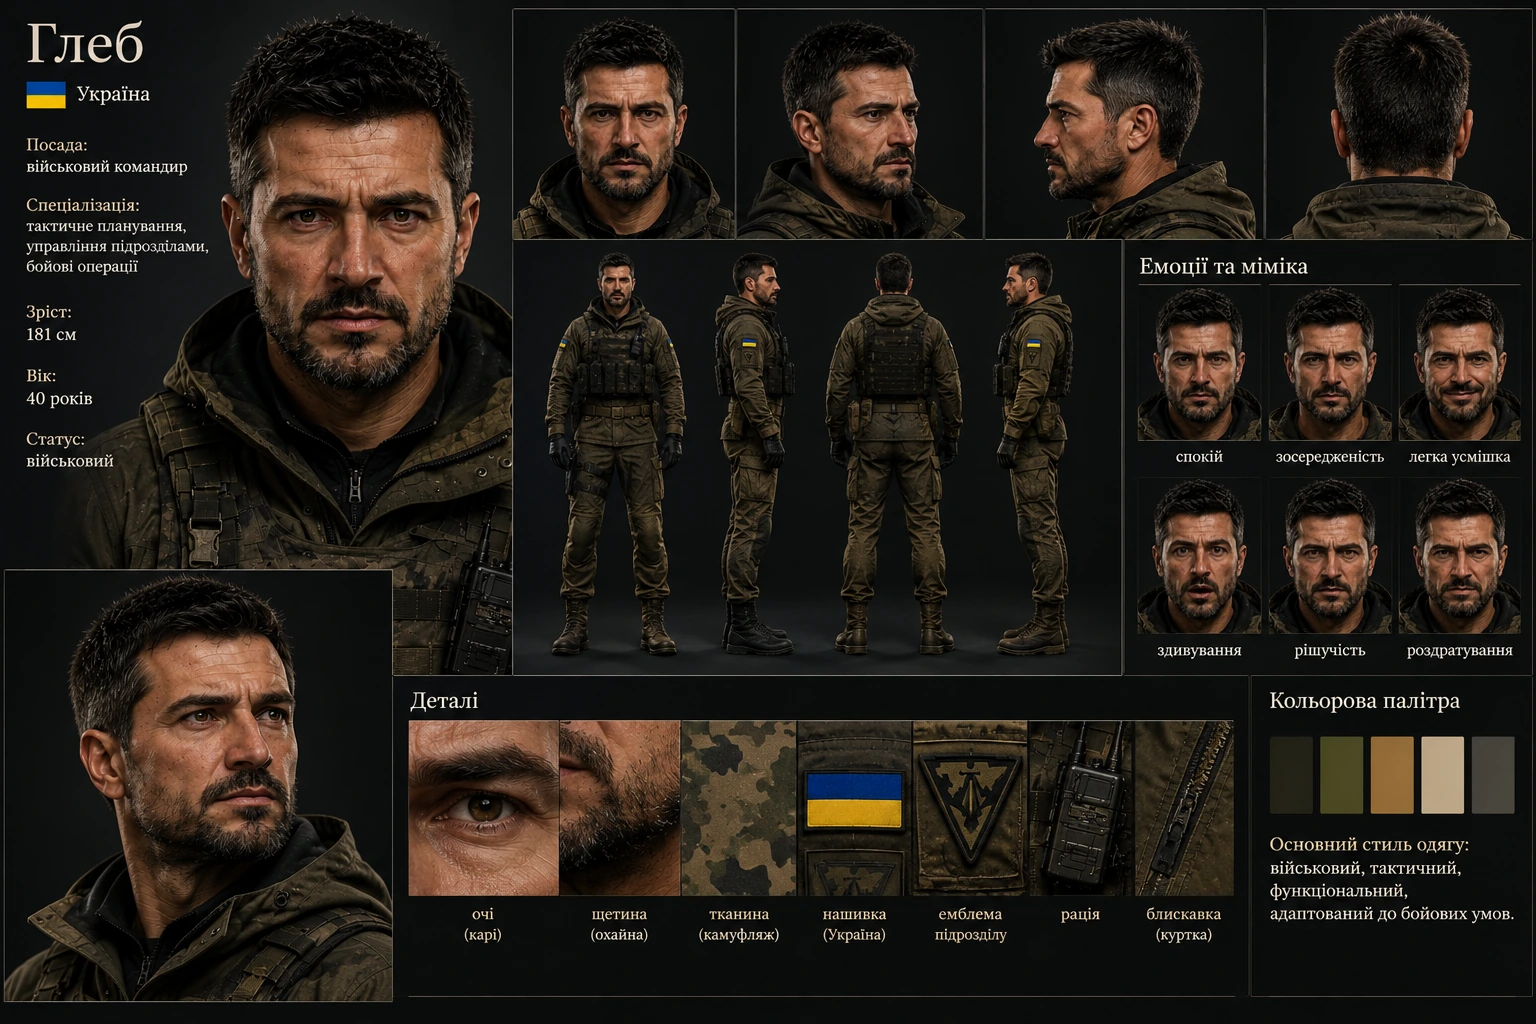 Глеб
Україна
Посада:
військовий командир
Спеціалізація:
тактичне планування,
управління підрозділами,
бойові операції
Зріст:
181 см
Вік:
40 років
Статус:
військовий
Емоції та міміка
спокій
зосередженість
легка усмішка
здивування
рішучість
роздратування
Деталі
очі
(карі)
щетина
(охайна)
тканина
(камуфляж)
нашивка
(Україна)
емблема
підрозділу
рація
блискавка
(куртка)
Кольорова палітра
Основний стиль одягу:
військовий, тактичний,
функціональний,
адаптований до бойових умов.